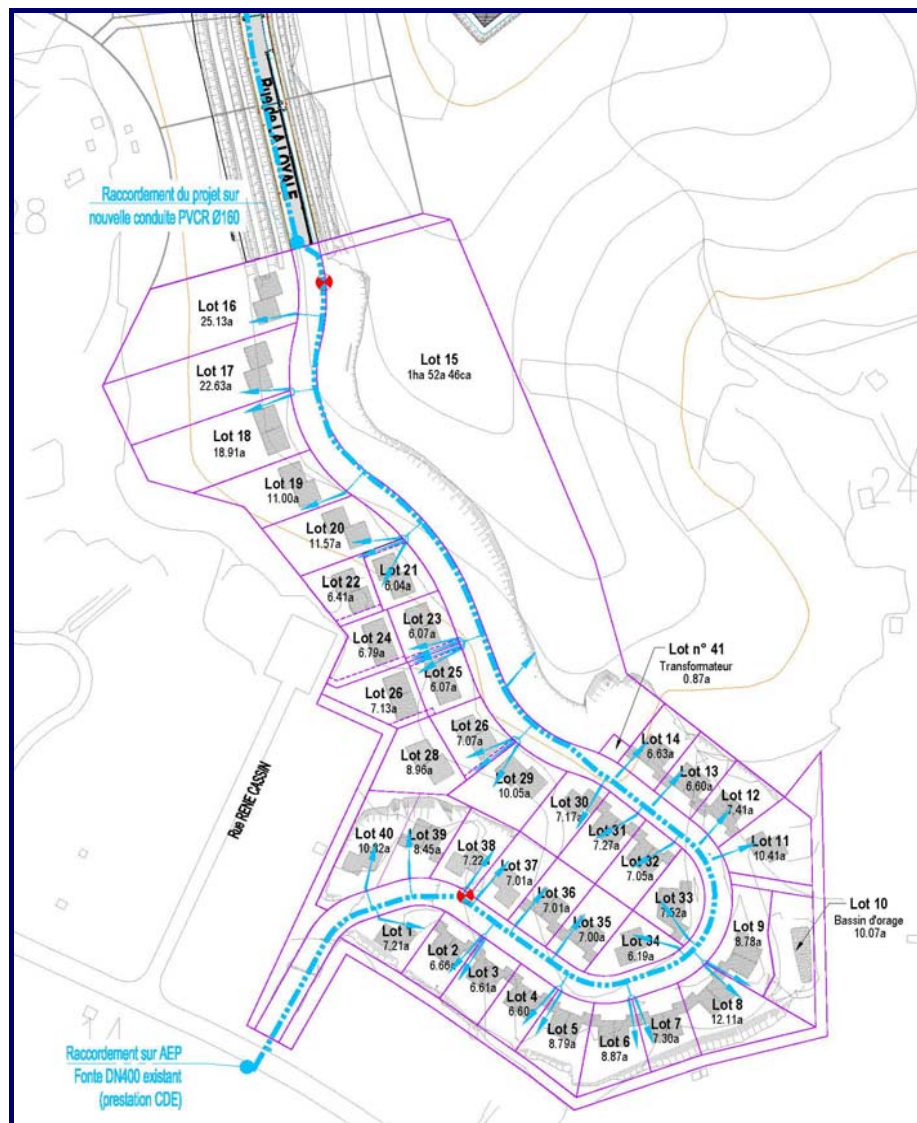 Rue de LA LOYALE
Raccordement du projet sur
nouvelle conduite PVCR Ø160
Lot 16
25.13a
Lot 15
1ha 52a 46ca
Lot 17
22.63a
Lot 18
18.91a
Lot 19
11.00a
24
Lot 20
11.57a
Lot 21
6.04a
Lot 22
6.41a
Lot 23
6.07a
Lot 24
6.79a
Lot 25
6.07a
Lot n° 41
Transformateur
0.87a
Lot 26
7.13a
Lot 26
7.07a
Lot 28
8.96a
Lot 29
10.05a
Lot 14
6.63a
Lot 13
6.60a
Lot 12
7.41a
Lot 11
10.41a
Rue RENE CASSIN
Lot 30
7.17a
Lot 31
7.27a
Lot 32
7.05a
Lot 33
7.52a
Lot 40
Lot 39
8.45a
Lot 38
7.22a
Lot 37
7.01a
Lot 36
7.01a
Lot 35
7.00a
Lot 34
6.19a
Lot 10
Bassin d'orage
10.07a
Lot 9
8.78a
Lot 1
7.21a
Lot 2
6.66a
Lot 3
6.61a
Lot 4
6.60
Lot 5
8.79a
Lot 6
8.87a
Lot 7
7.30a
Lot 8
12.11a
Raccordement sur AEP
Fonte DN400 existant
(prestation CDE)